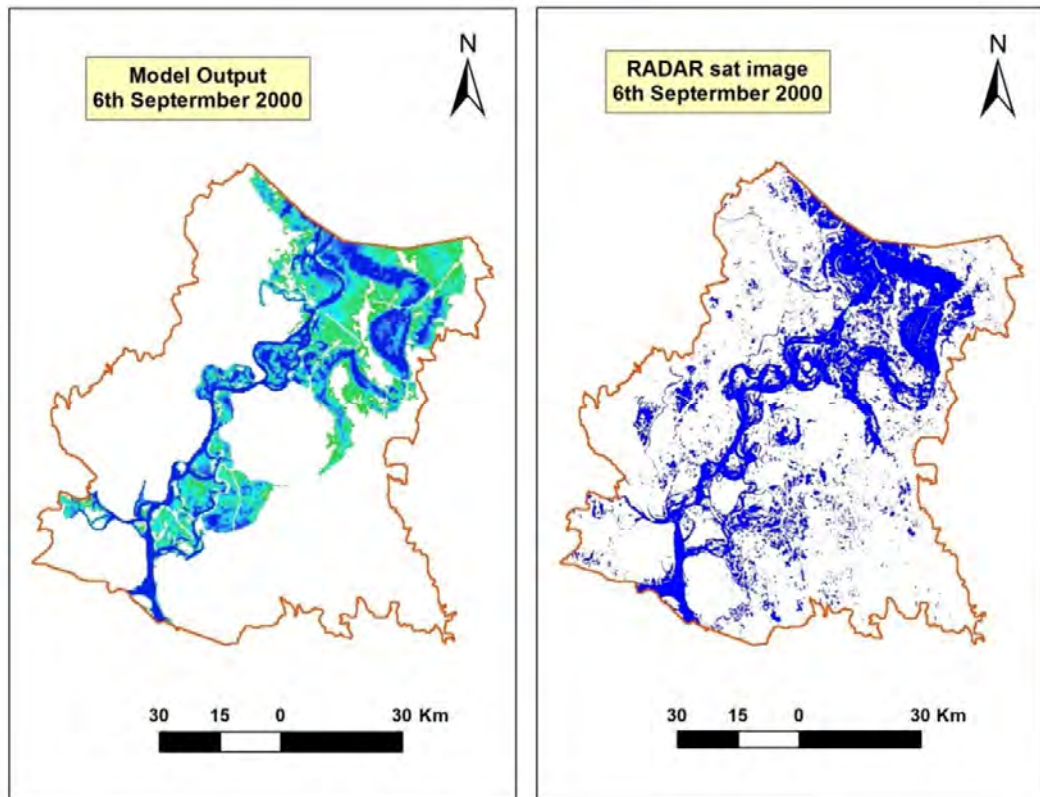 N
Model Output
6th Septermber 2000
30 15 0 30 Km
N
RADAR sat image
6th Septermber 2000
30 15 0 30 Km